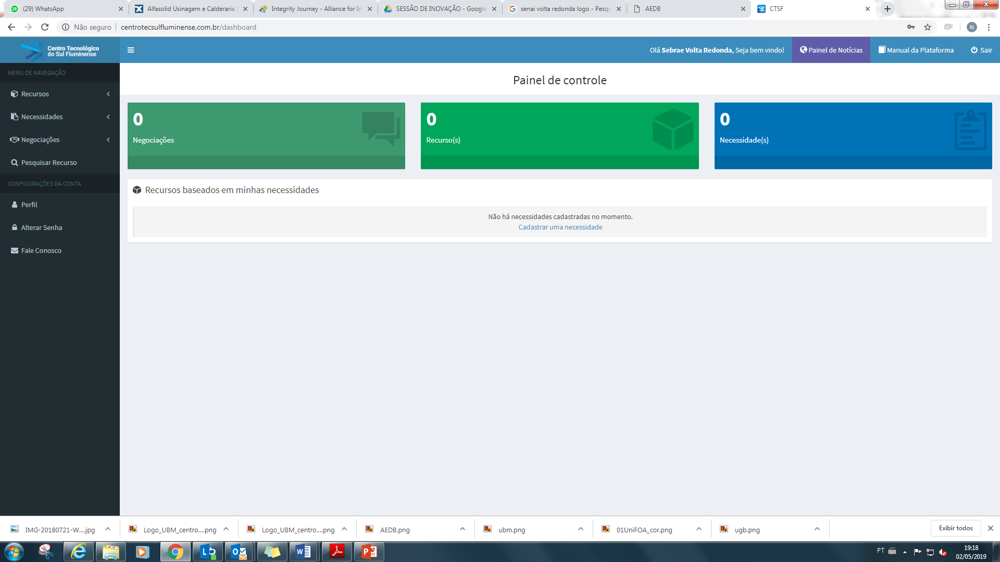 28 (29) WhatsApp
Alfasolid Usinagem e Calderaria
Integrity Journey - Alliance for In
SESSÃO DE INOVAÇÃO - Google
senai volta redonda logo - Pesqu
AEDB
CTSF
Não seguro centrotecsulfluminense.com.br/dashboard
N
Centro Tecnológico
do Sul Fluminense
Olá Sebrae Volta Redonda, Seja bem vindo!
Painel de Notícias
Manual da Plataforma
Sair
MENU DE NAVEGAÇÃO
Recursos
Necessidades
Negociações
Pesquisar Recurso
CONFIGURAÇÕES DA CONTA
Perfil
Alterar Senha
Fale Conosco
Painel de controle
0
Negociações
0
Recurso(s)
0
Necessidade(s)
Recursos baseados em minhas necessidades
Não há necessidades cadastradas no momento.
Cadastrar uma necessidade
IMG-20180721-W....jpg
Logo_UBM_centro....png
Logo_UBM_centro....png
AEDB.png
ubm.png
01UniFOA_cor.png
ugb.png
Exibir todos
PT
19:18
02/05/2019